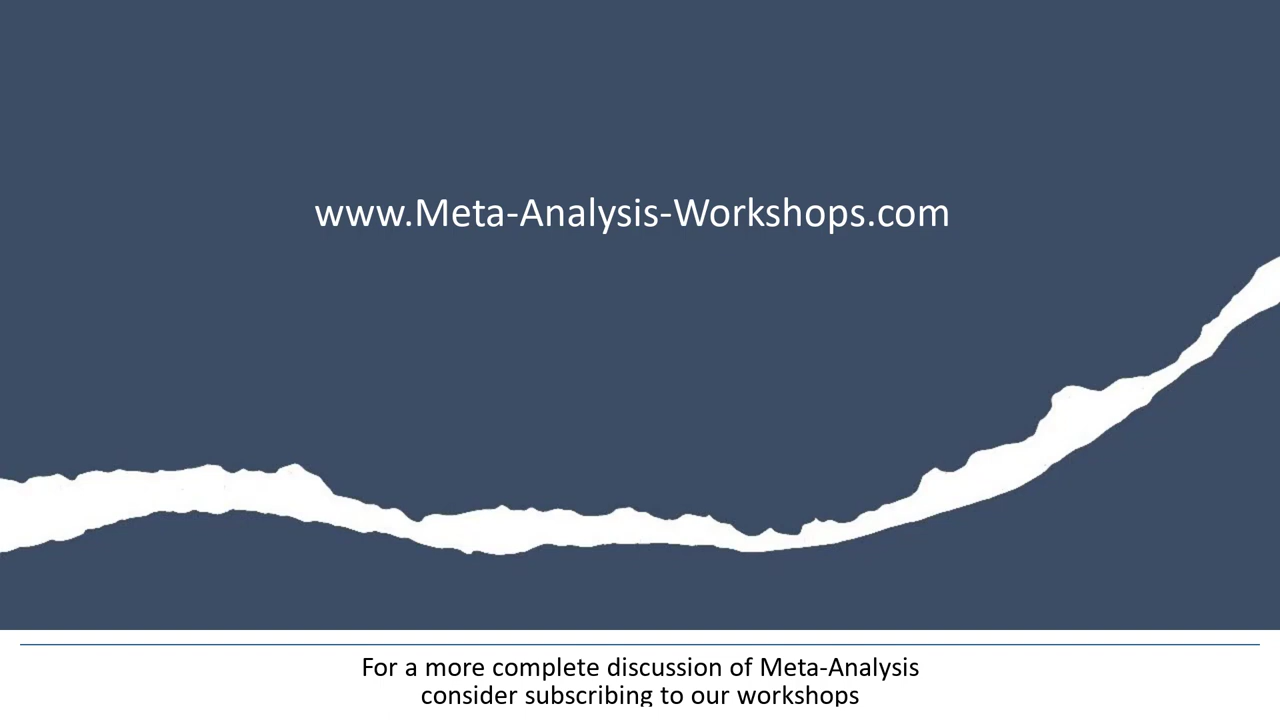 www.Meta-Analysis-Workshops.com
For a more complete discussion of Meta-Analysis
consider subscribing to our workshops